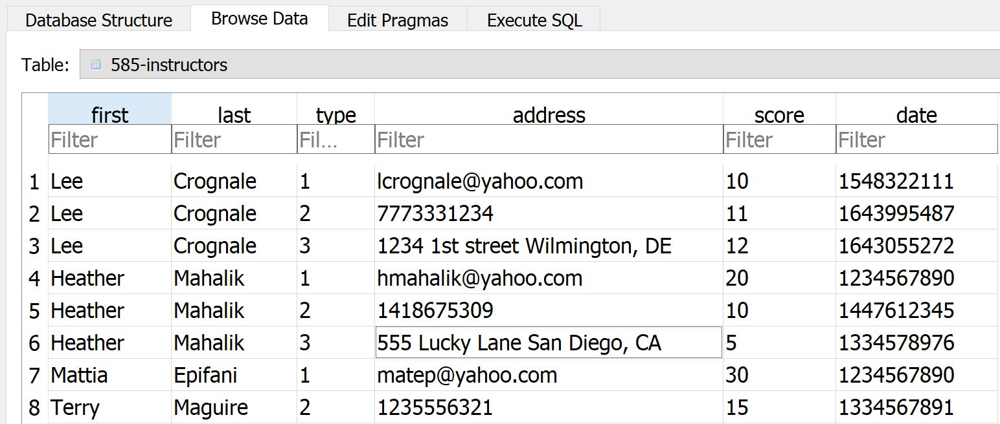 Database Structure Browse Data Edit Pragmas Execute SQL
Table: 585-instructors
first last type address score date
Filter Filter Fil... Filter Filter Filter
1 Lee Crognale 1 lcrognale@yahoo.com 10 1548322111
2 Lee Crognale 2 7773331234 11 1643995487
3 Lee Crognale 3 1234 1st street Wilmington, DE 12 1643055272
4 Heather Mahalik 1 hmahalik@yahoo.com 20 1234567890
5 Heather Mahalik 2 1418675309 10 1447612345
6 Heather Mahalik 3 555 Lucky Lane San Diego, CA 5 1334578976
7 Mattia Epifani 1 matep@yahoo.com 30 1234567890
8 Terry Maguire 2 1235556321 15 1334567891